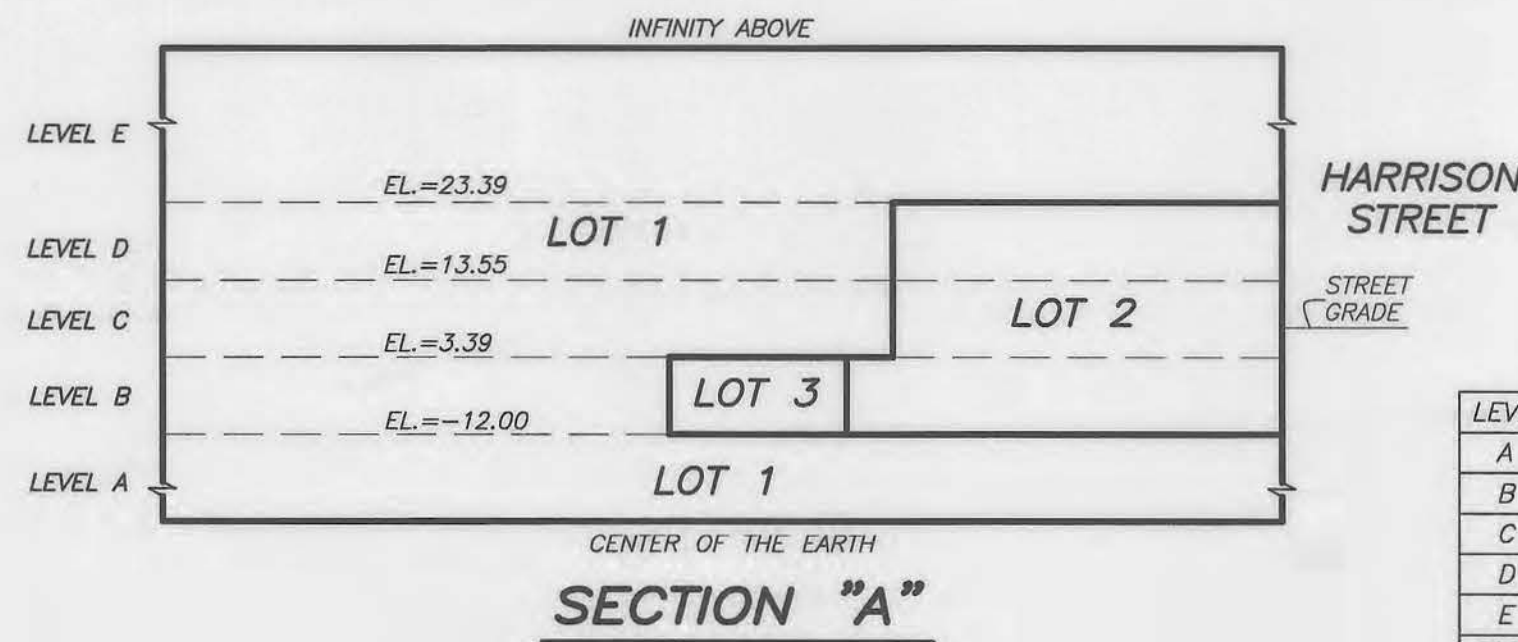 INFINITY ABOVE
LEVEL E
EL.=23.39
HARRISON
STREET
LOT 1
LEVEL D
EL.=13.55
STREET
GRADE
LOT 2
LEVEL C
EL.=3.39
LOT 3
LEVEL B
EL.=-12.00
LEV
A
B
C
D
E
LOT 1
LEVEL A
CENTER OF THE EARTH
SECTION "A"